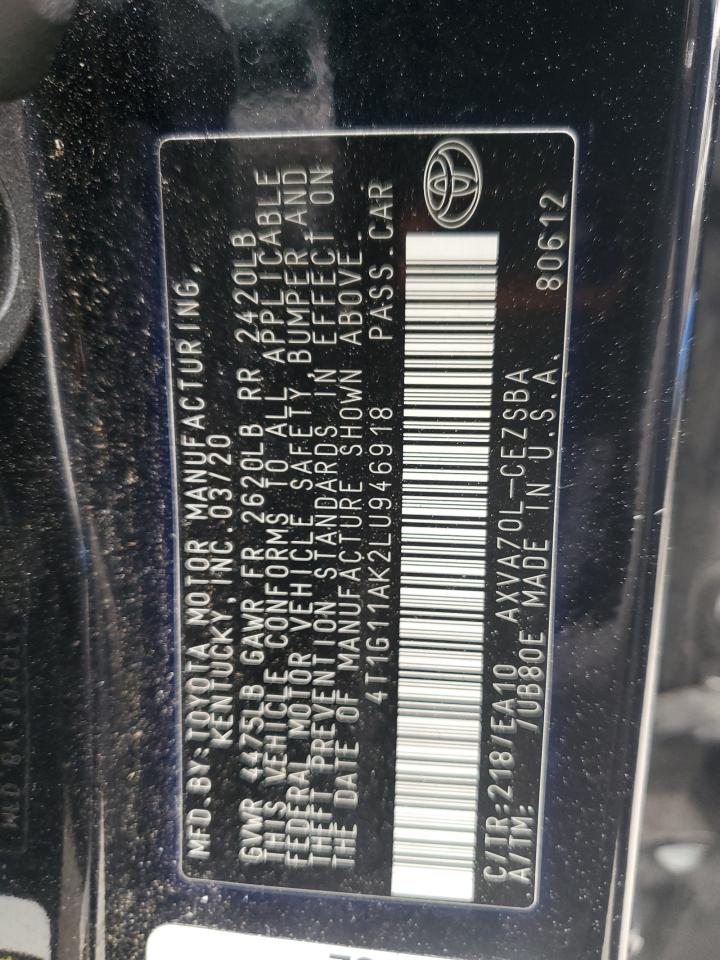 MFD.BY:TOYOTA MOTOR MANUFACTURING,
KENTUCKY,INC.03/20
GVWR 4475LB GAWR FR 2620LB RR 2420LB
THIS VEHICLE CONFORMS TO ALL APPLICABLE
FEDERAL MOTOR VEHICLE SAFETY,BUMPER AND
THEFT PREVENTION STANDARDS IN EFFECT ON
THE DATE OF MANUFACTURE SHOWN ABOVE.
4T1G11AK2LU946918 PASS.CAR
C/TR:218/EA10 AXVA70L-CEZSBA 80612
A/TM: /UB80E MADE IN U.S.A.